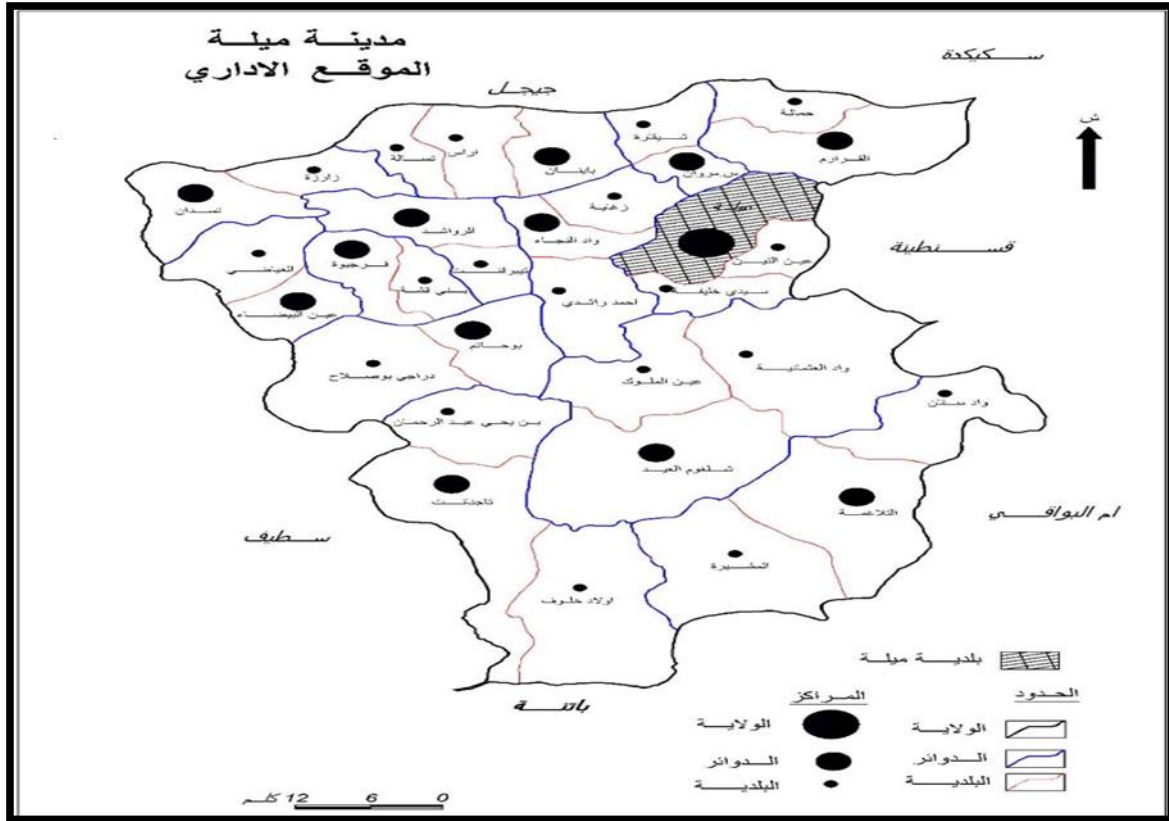 مدينة ميلة
الموقع الاداري
سكيكدة
جيجل
ش
حمالة
القرارم
شيقارة
بن مروان
باينان
اراس
تسالة
زارزة
تسدان
زغاية
ميلة
الرواشد
واد النجاء
قسنطينة
عين التين
فرجيوة
العياضي
تيبرقنت
يحي
سيدي خليفة
احمد راشدي
عين البيضاء
بوحاتم
دراجي بوصلاح
عين الملوك
واد العثمانية
واد سقان
بن يحي عبد الرحمان
شلغوم العيد
تاجنانت
التلاغمة
ام البواقي
سطيف
المشيرة
اولاد خلوف
باتنة
بلدية ميلة
المراكز
الحدود
الولاية
الولاية
الدوائر
الدوائر
البلدية
البلدية
0 6 12 كلم